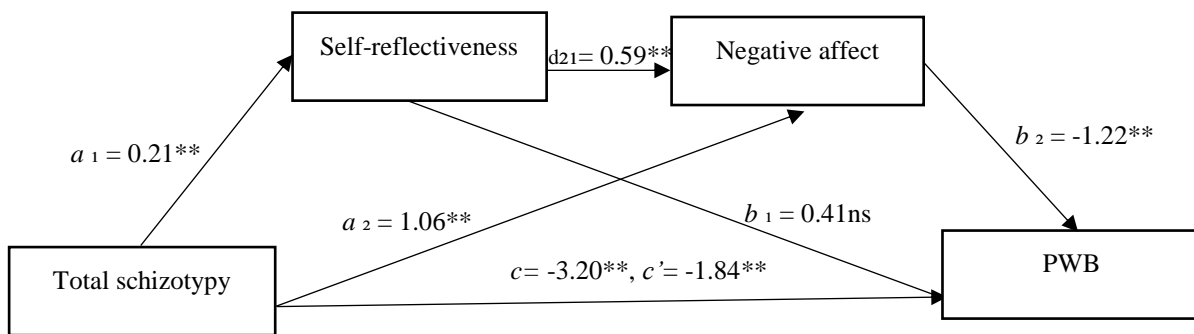 Self-reflectiveness
d21= 0.59**
Negative affect
a 1 = 0.21**
b 2 = -1.22**
a 2 = 1.06**
b 1 = 0.41ns
Total schizotypy
c= -3.20**, c’= -1.84**
PWB